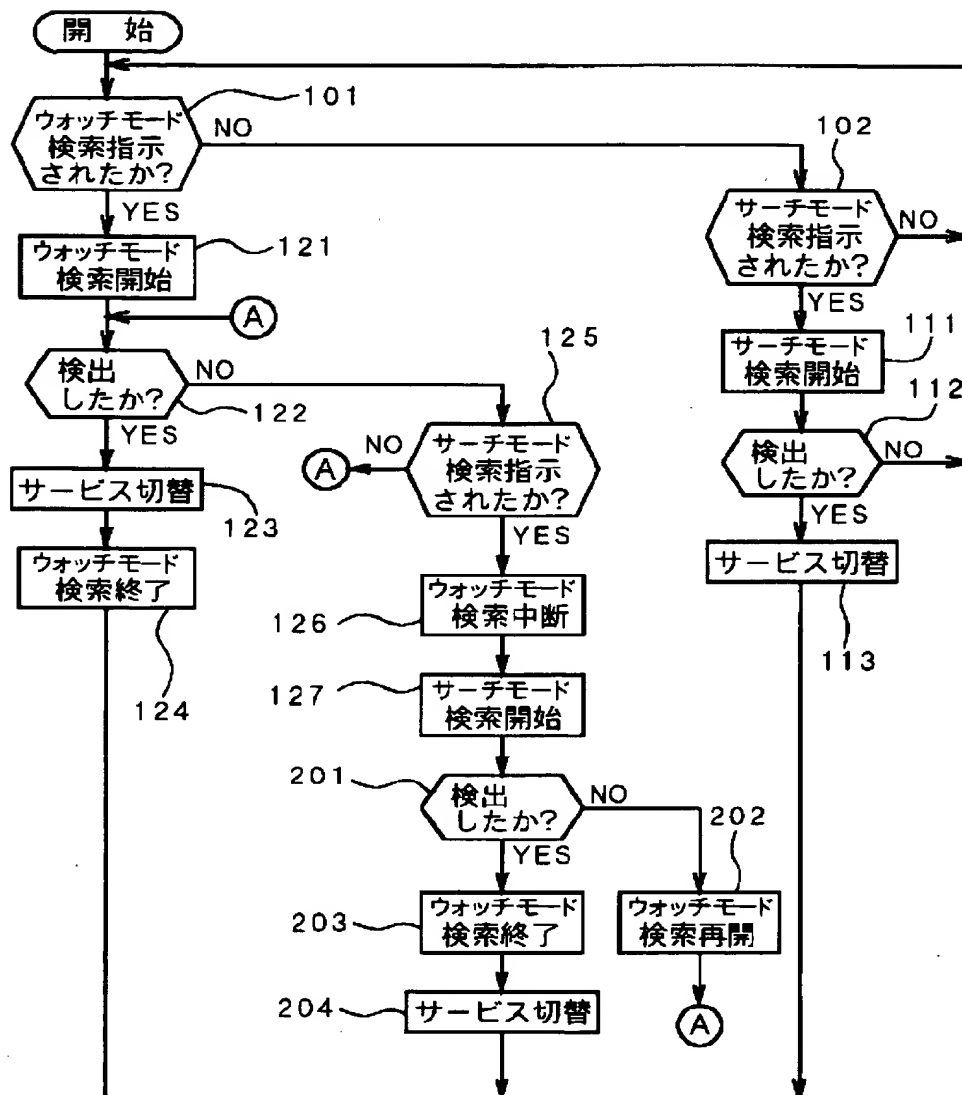 開 始
101
ウォッチモード
検索指示
されたか?
NO
YES
102
サーチモード
検索指示
されたか?
NO
YES
121
ウォッチモード
検索開始
A
111
サーチモード
検索開始
122
検出
したか?
NO
YES
125
サーチモード
検索指示
されたか?
NO
A
YES
112
検出
したか?
NO
YES
サービス切替
123
サービス切替
113
ウォッチモード
検索終了
124
126
ウォッチモード
検索中断
127
サーチモード
検索開始
201
検出
したか?
NO
YES
202
ウォッチモード
検索再開
A
203
ウォッチモード
検索終了
204
サービス切替